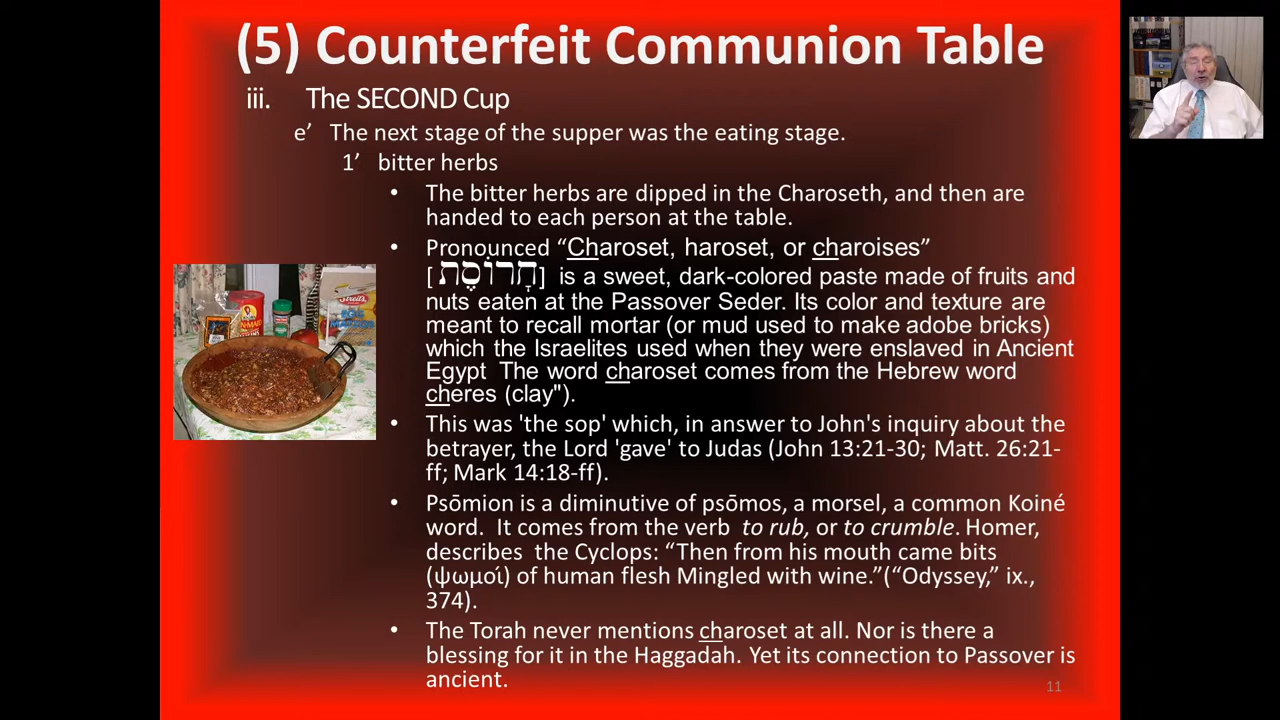 (5) Counterfeit Communion Table
iii. The SECOND Cup
e’ The next stage of the supper was the eating stage.
1’ bitter herbs
• The bitter herbs are dipped in the Charoseth, and then are
handed to each person at the table.
• Pronounced “Charoset, haroset, or charoises”
[חָרוֹסֶת] is a sweet, dark-colored paste made of fruits and
nuts eaten at the Passover Seder. Its color and texture are
meant to recall mortar (or mud used to make adobe bricks)
which the Israelites used when they were enslaved in Ancient
Egypt The word charoset comes from the Hebrew word
cheres (clay").
• This was 'the sop' which, in answer to John's inquiry about the
betrayer, the Lord 'gave' to Judas (John 13:21-30; Matt. 26:21-
ff; Mark 14:18-ff).
• Psōmion is a diminutive of psōmos, a morsel, a common Koiné
word. It comes from the verb to rub, or to crumble. Homer,
describes the Cyclops: “Then from his mouth came bits
(ψωμοί) of human flesh Mingled with wine.”(“Odyssey,” ix.,
374).
• The Torah never mentions charoset at all. Nor is there a
blessing for it in the Haggadah. Yet its connection to Passover is
ancient.
11